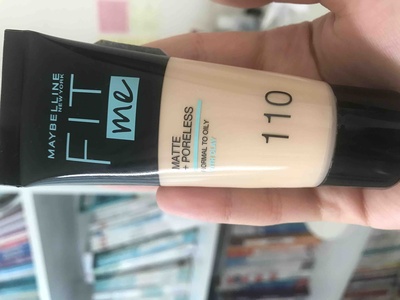 MAYBELLINE
NEW YORK
FIT
me
MATTE
+ PORELESS
NORMAL TO OILY
110